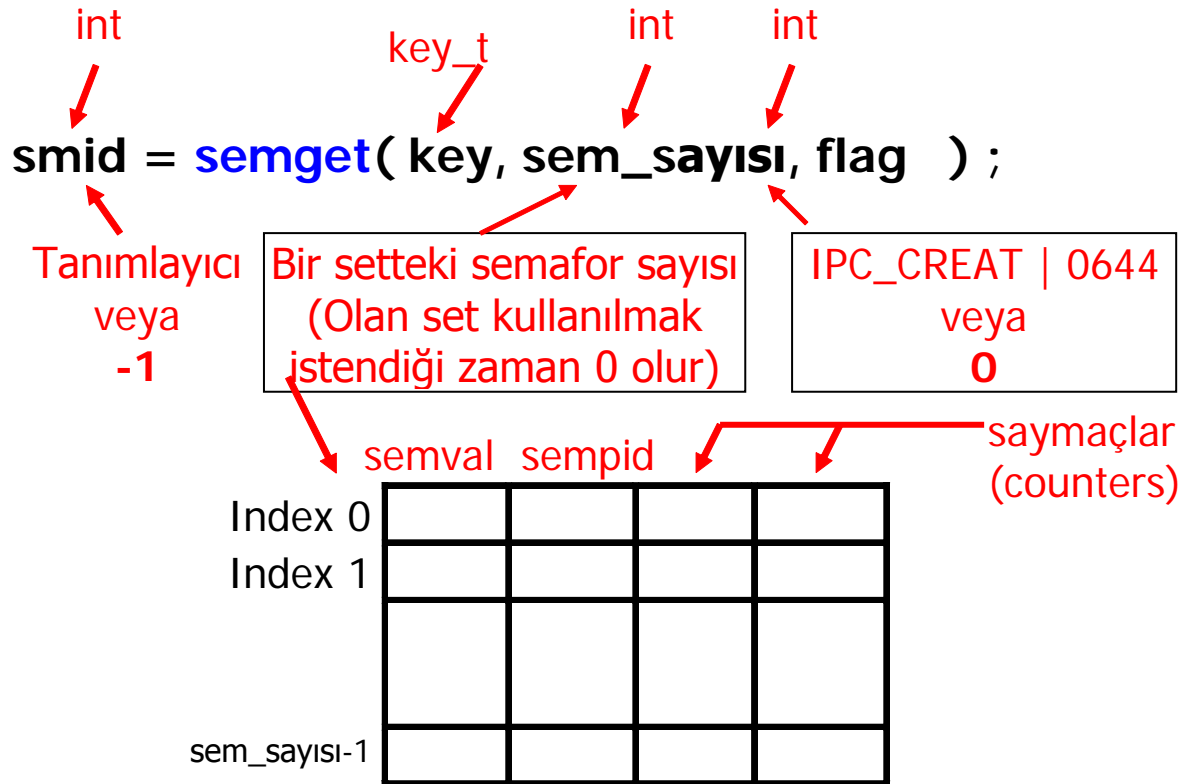 int
int
int
key_t
smid = semget( key, sem_sayısı, flag ) ;
Tanımlayıcı
veya
-1
Bir setteki semafor sayısı
(Olan set kullanılmak
istendiği zaman 0 olur)
IPC_CREAT | 0644
veya
0
saymaçlar
(counters)
semval sempid
Index 0
Index 1
sem_sayısı-1